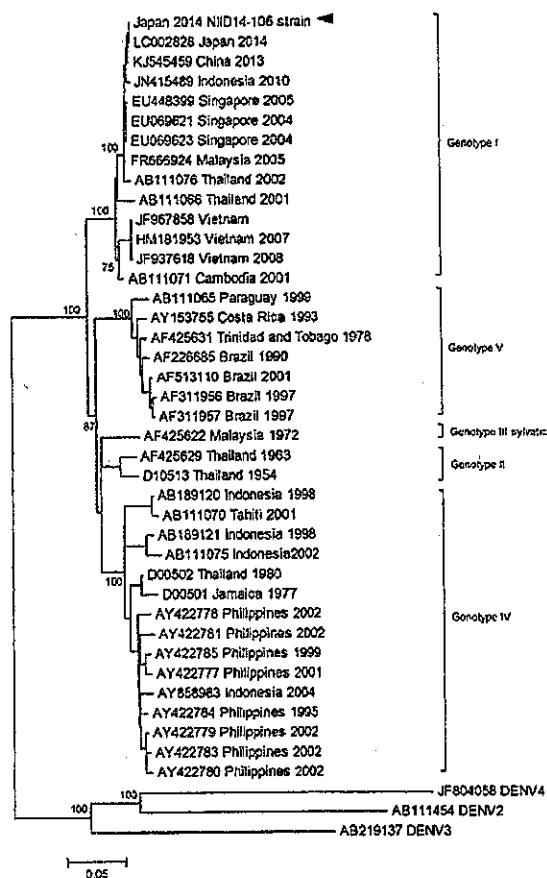 Japan 2014 NIID14-106 strain
LC002828 Japan 2014
KJ545459 China 2013
JN415489 Indonesia 2010
EU448399 Singapore 2005
EU069621 Singapore 2004
EU069623 Singapore 2004
FR666924 Malaysia 2005
AB111076 Thailand 2002
AB111066 Thailand 2001
JF967858 Vietnam
HM181953 Vietnam 2007
JF937618 Vietnam 2008
AB111071 Cambodia 2001
Genotype I
AB111065 Paraguay 1999
AY153755 Costa Rica 1993
AF425631 Trinidad and Tobago 1978
AF226685 Brazil 1990
AF513110 Brazil 2001
AF311956 Brazil 1997
AF311957 Brazil 1997
Genotype V
AF425622 Malaysia 1972
Genotype III sylvatic
AF425629 Thailand 1963
D10513 Thailand 1954
Genotype II
AB189120 Indonesia 1998
AB111070 Tahiti 2001
AB189121 Indonesia 1998
AB111075 Indonesia2002
D00502 Thailand 1980
D00501 Jamaica 1977
AY422778 Philippines 2002
AY422781 Philippines 2002
AY422785 Philippines 1999
AY422777 Philippines 2001
AY858983 Indonesia 2004
AY422784 Philippines 1995
AY422779 Philippines 2002
AY422783 Philippines 2002
AY422780 Philippines 2002
Genotype IV
JF804058 DENV4
AB111454 DENV2
AB219137 DENV3
100
100
75
100
100
87
100
100
100
0.05